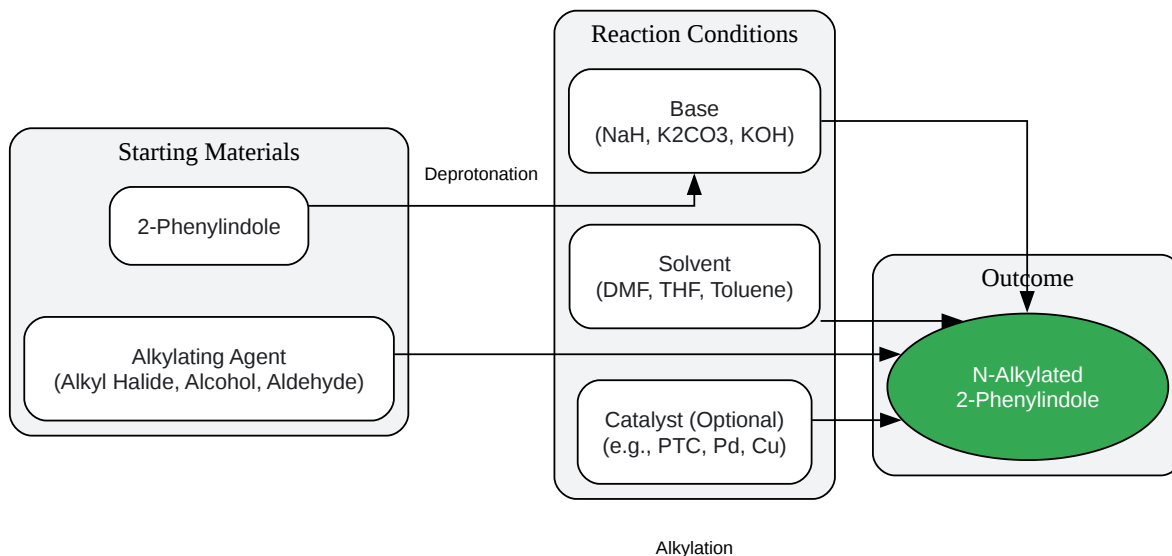 Starting Materials
2-Phenylindole
Alkylating Agent
(Alkyl Halide, Alcohol, Aldehyde)
Deprotonation
Reaction Conditions
Base
(NaH, K2CO3, KOH)
Solvent
(DMF, THF, Toluene)
Catalyst (Optional)
(e.g., PTC, Pd, Cu)
Outcome
N-Alkylated
2-Phenylindole
Alkylation